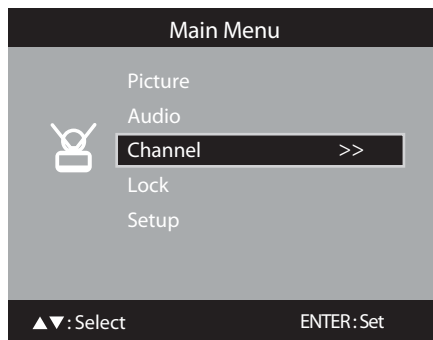 Main Menu
Picture
Audio
Channel >>
Lock
Setup
▲▼: Select ENTER: Set